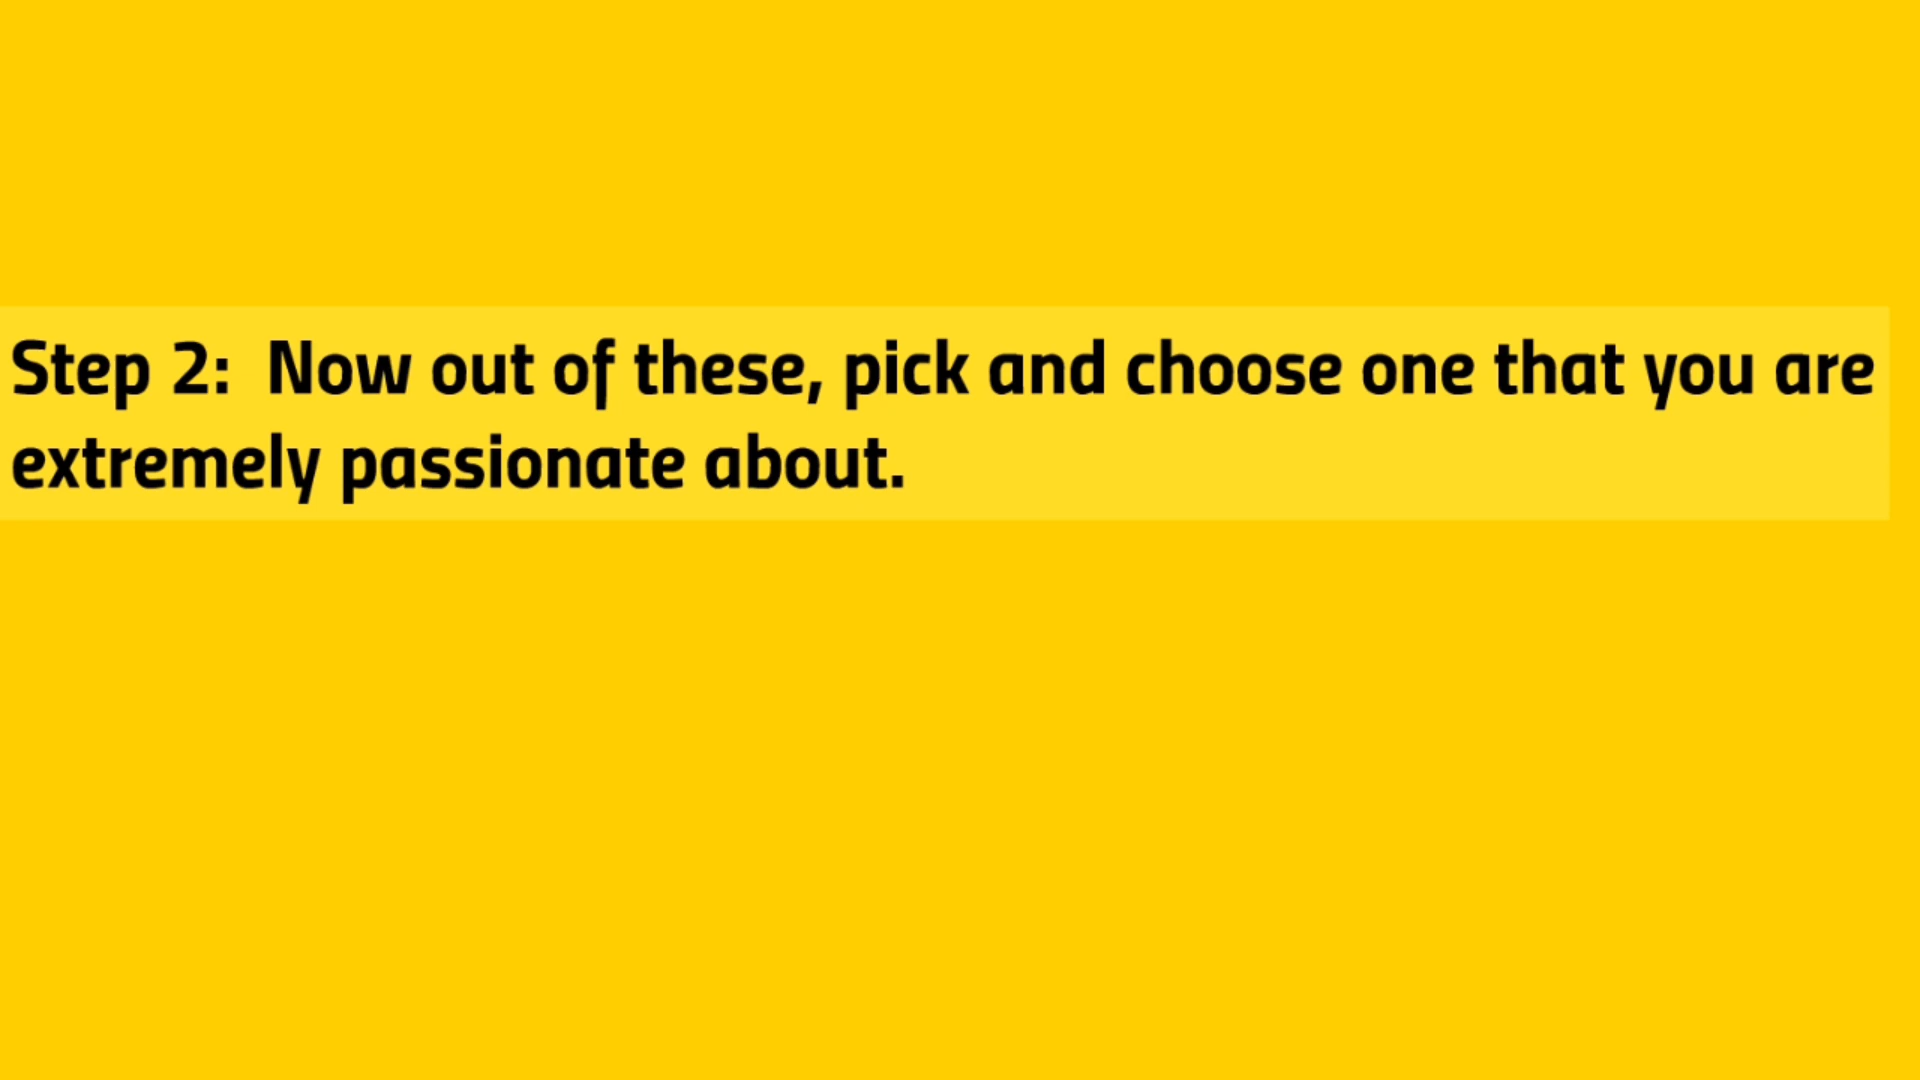 Step 2:  Now out of these, pick and choose one that you are
extremely passionate about.